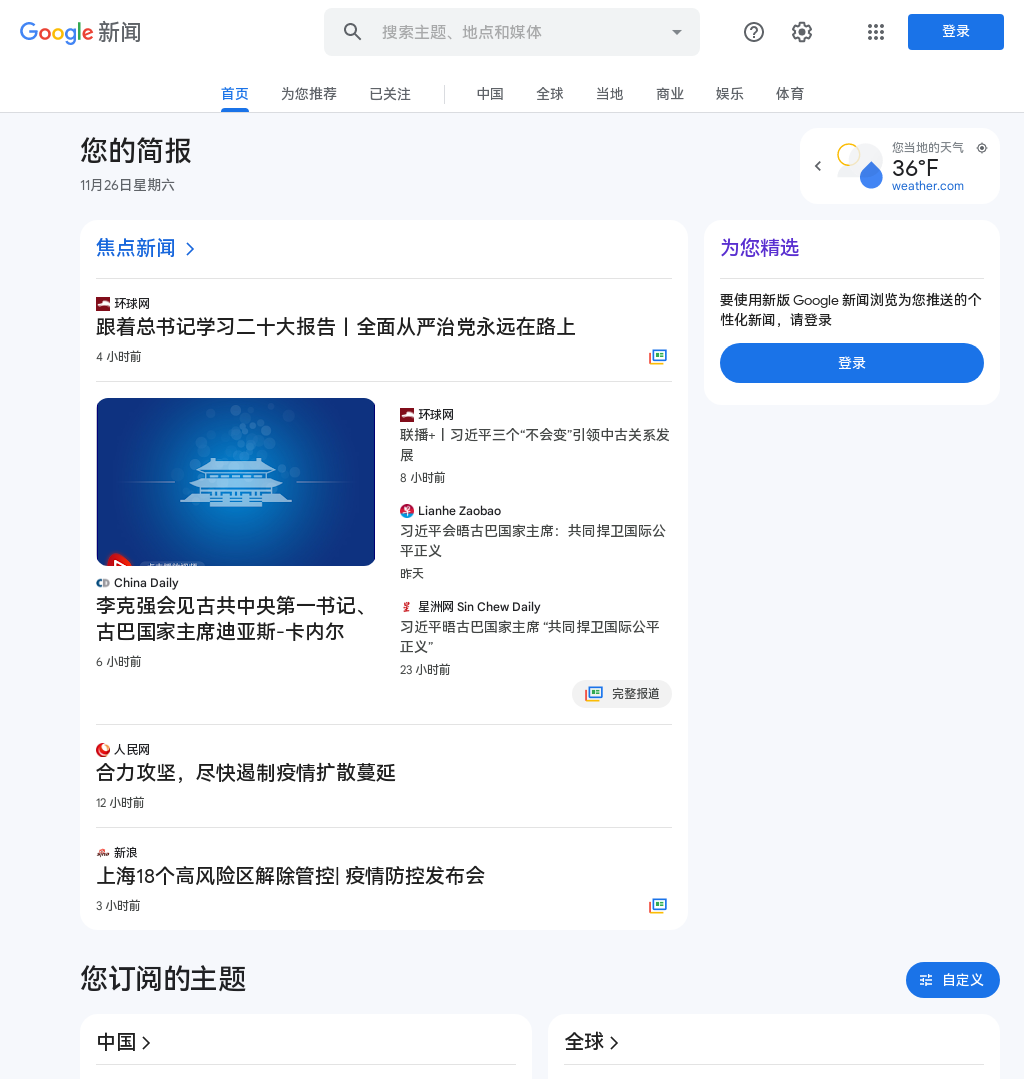 Google 新闻
搜索主题、地点和媒体
登录
首页
为您推荐
已关注
中国
全球
当地
商业
娱乐
体育
您的简报
11月26日星期六
您当地的天气
36°F
weather.com
焦点新闻
环球网
跟着总书记学习二十大报告丨全面从严治党永远在路上
4 小时前
China Daily
李克强会见古共中央第一书记、
古巴国家主席迪亚斯-卡内尔
6 小时前
环球网
联播+丨习近平三个“不会变”引领中古关系发
展
8 小时前
Lianhe Zaobao
习近平会晤古巴国家主席：共同捍卫国际公
平正义
昨天
星洲网 Sin Chew Daily
习近平晤古巴国家主席 “共同捍卫国际公平
正义”
23 小时前
完整报道
人民网
合力攻坚，尽快遏制疫情扩散蔓延
12 小时前
新浪
上海18个高风险区解除管控| 疫情防控发布会
3 小时前
为您精选
要使用新版 Google 新闻浏览为您推送的个
性化新闻，请登录
登录
您订阅的主题
自定义
中国
全球